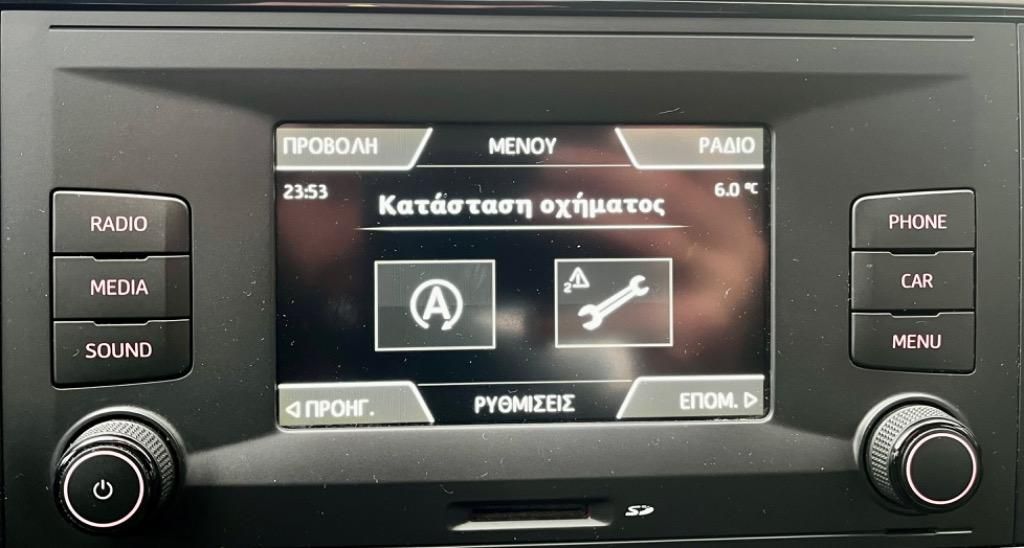 ΠΡΟΒΟΛΗ ΜΕΝΟΥ ΡΑΔΙΟ
23:53 6.0 °C
Κατάσταση οχήματος
RADIO
MEDIA
SOUND
A
2
PHONE
CAR
MENU
ΠΡΟΗΓ. ΡΥΘΜΙΣΕΙΣ ΕΠΟΜ.
SD